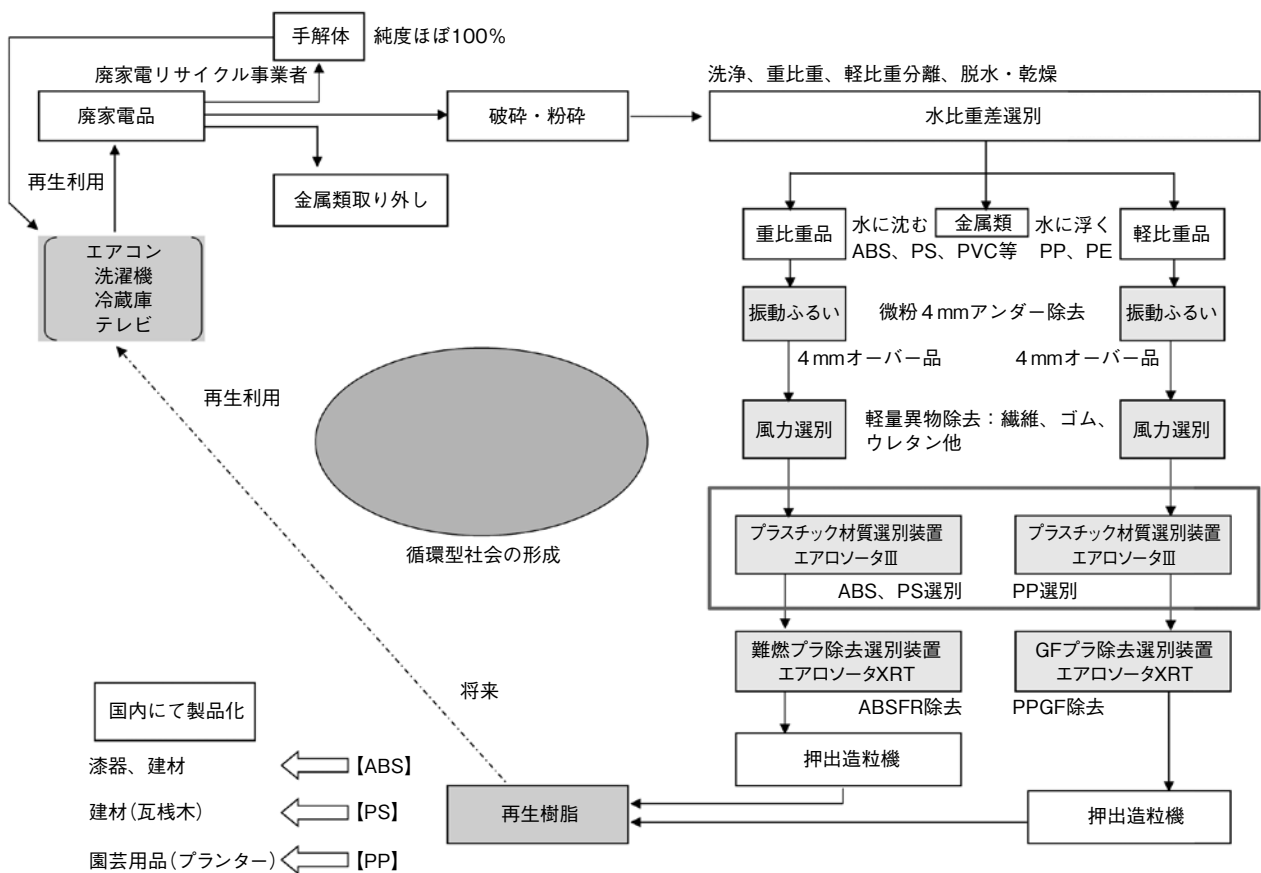 手解体 純度ほぼ100%
廃家電リサイクル事業者
洗浄、重比重、軽比重分離、脱水・乾燥
廃家電品
破砕・粉砕
水比重差選別
再生利用
金属類取り外し
エアコン
洗濯機
冷蔵庫
テレビ
重比重品
水に沈む
ABS、PS、PVC等
金属類
水に浮く
PP、PE
軽比重品
振動ふるい
微粉4mmアンダー除去
振動ふるい
4mmオーバー品
4mmオーバー品
再生利用
風力選別
軽量異物除去：繊維、ゴム、
ウレタン他
風力選別
循環型社会の形成
プラスチック材質選別装置
エアロソータⅢ
プラスチック材質選別装置
エアロソータⅢ
ABS、PS選別
PP選別
難燃プラ除去選別装置
エアロソータXRT
GFプラ除去選別装置
エアロソータXRT
ABSFR除去
PPGF除去
将来
国内にて製品化
押出造粒機
漆器、建材
【ABS】
建材(瓦桟木)
【PS】
再生樹脂
押出造粒機
園芸用品(プランター)
【PP】